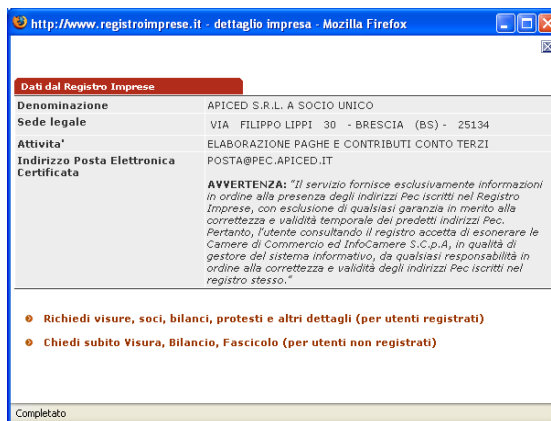 http://www.registroimprese.it - dettaglio impresa - Mozilla Firefox
Dati dal Registro Imprese
Denominazione APICED S.R.L. A SOCIO UNICO
Sede legale VIA FILIPPO LIPPI 30 - BRESCIA (BS) - 25134
Attivita' ELABORAZIONE PAGHE E CONTRIBUTI CONTO TERZI
Indirizzo Posta Elettronica POSTA@PEC.APICED.IT
Certificata
AVVERTENZA: "Il servizio fornisce esclusivamente informazioni
in ordine alla presenza degli indirizzi Pec iscritti nel Registro
Imprese, con esclusione di qualsiasi garanzia in merito alla
correttezza e validità temporale dei predetti indirizzi Pec.
Pertanto, l'utente consultando il registro accetta di esonerare le
Camere di Commercio ed InfoCamere S.C.p.A, in qualità di
gestore del sistema informativo, da qualsiasi responsabilità in
ordine alla correttezza e validità degli indirizzi Pec iscritti nel
registro stesso."
Richiedi visure, soci, bilanci, protesti e altri dettagli (per utenti registrati)
Chiedi subito Visura, Bilancio, Fascicolo (per utenti non registrati)
Completato